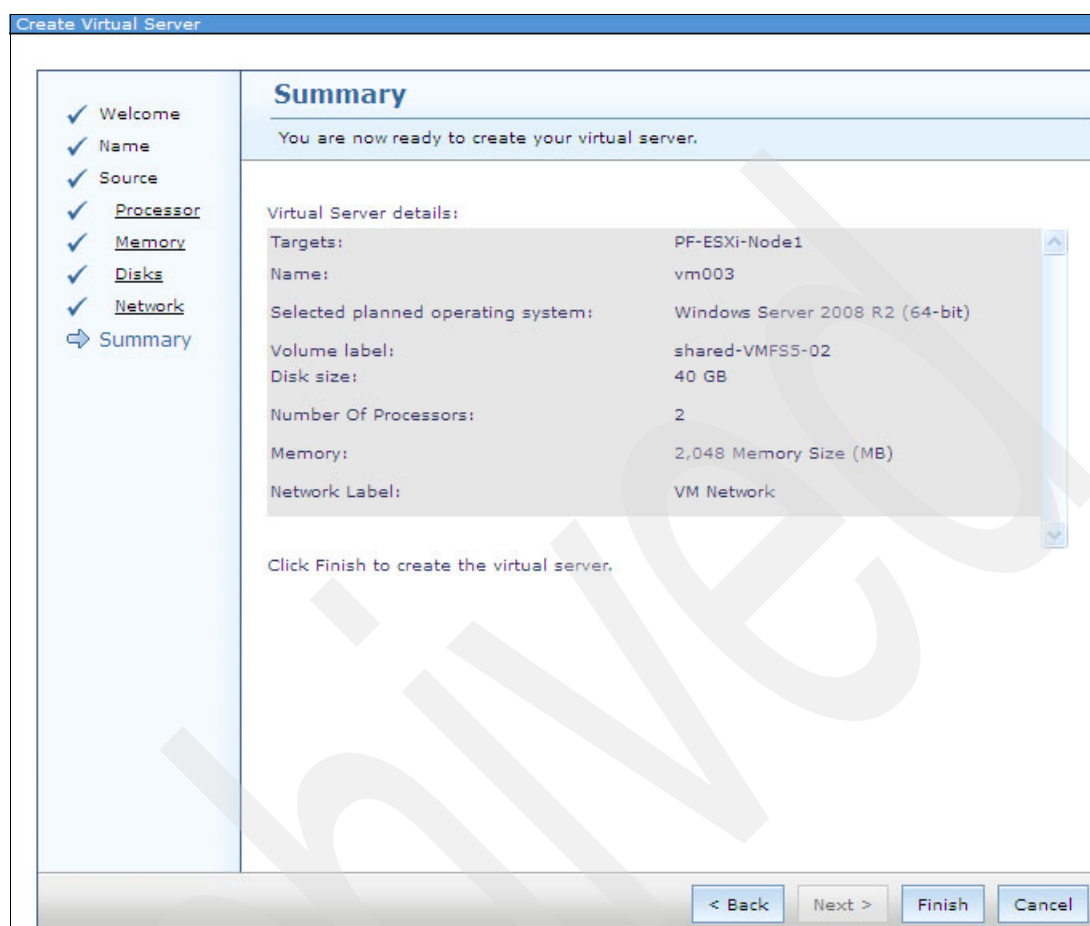 Create Virtual Server
Welcome
Name
Source
Processor
Memory
Disks
Network
Summary
Summary
You are now ready to create your virtual server.
Virtual Server details:
Targets: PF-ESXi-Node1
Name: vm003
Selected planned operating system: Windows Server 2008 R2 (64-bit)
Volume label: shared-VMFS5-02
Disk size: 40 GB
Number Of Processors: 2
Memory: 2,048 Memory Size (MB)
Network Label: VM Network
Click Finish to create the virtual server.
< Back Next > Finish Cancel